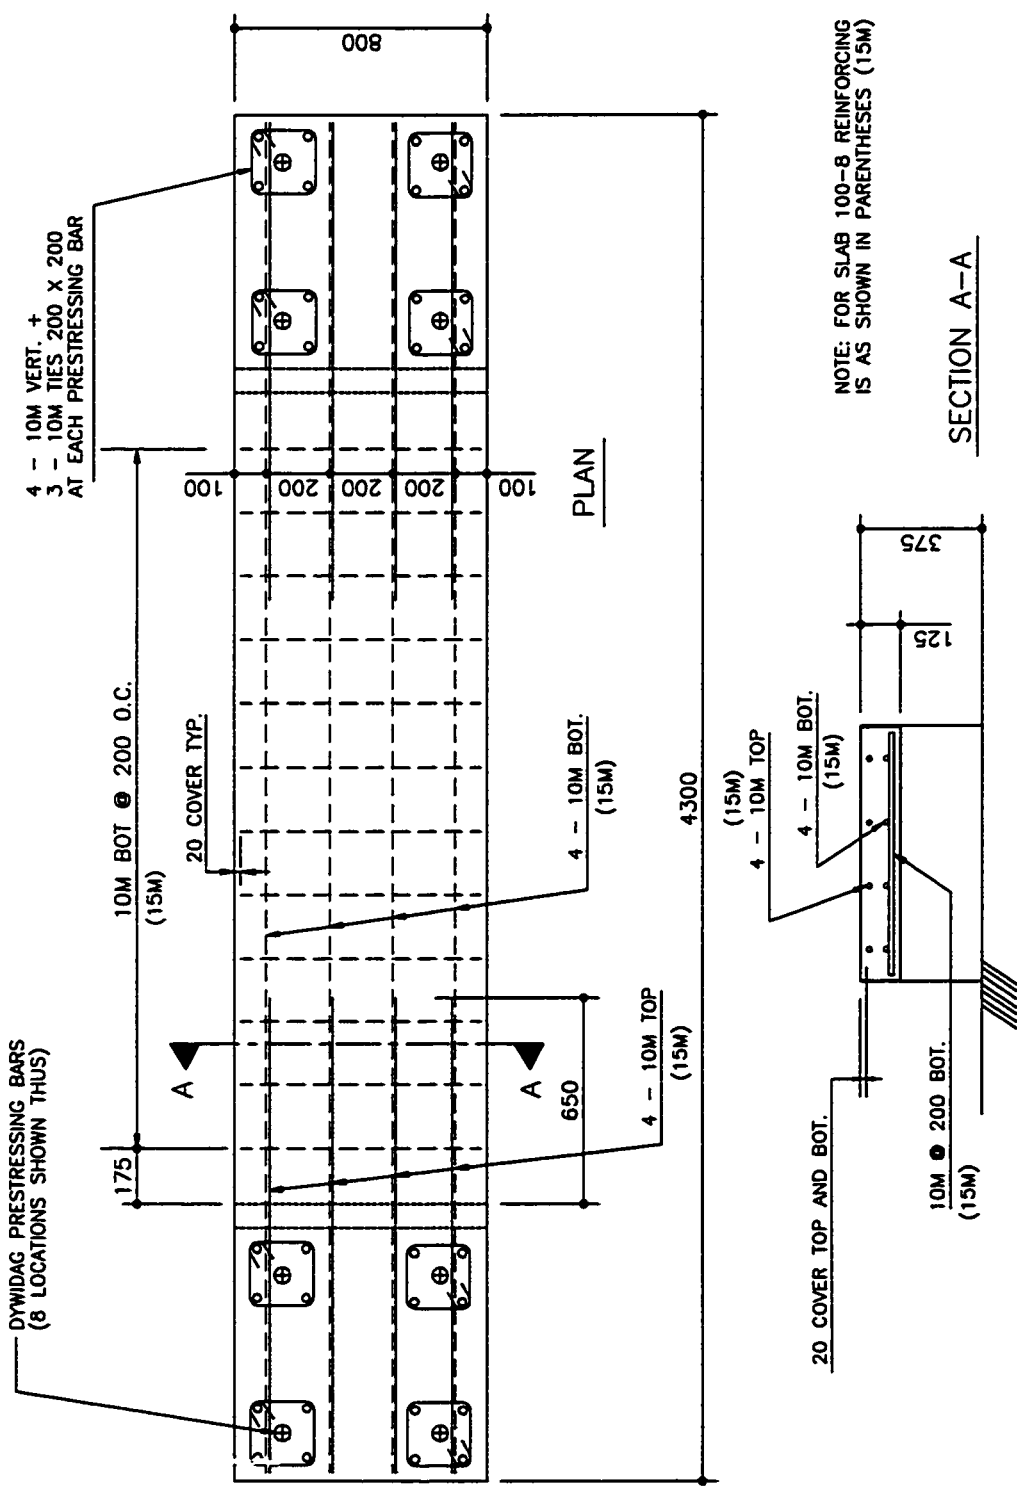 DYWIDAG PRESTRESSING BARS
(8 LOCATIONS SHOWN THUS)
4 - 10M VERT. +
3 - 10M TIES 200 X 200
AT EACH PRESTRESSING BAR
175
10M BOT @ 200 O.C.
(15M)
20 COVER TYP.
A
A
100
200
200
200
100
800
650
4 - 10M TOP
(15M)
4 - 10M BOT.
(15M)
4300
PLAN
20 COVER TOP AND BOT.
10M @ 200 BOT.
(15M)
(15M)
4 - 10M TOP
4 - 10M BOT.
(15M)
125
375
SECTION A-A
NOTE: FOR SLAB 100-8 REINFORCING
IS AS SHOWN IN PARENTHESES (15M)